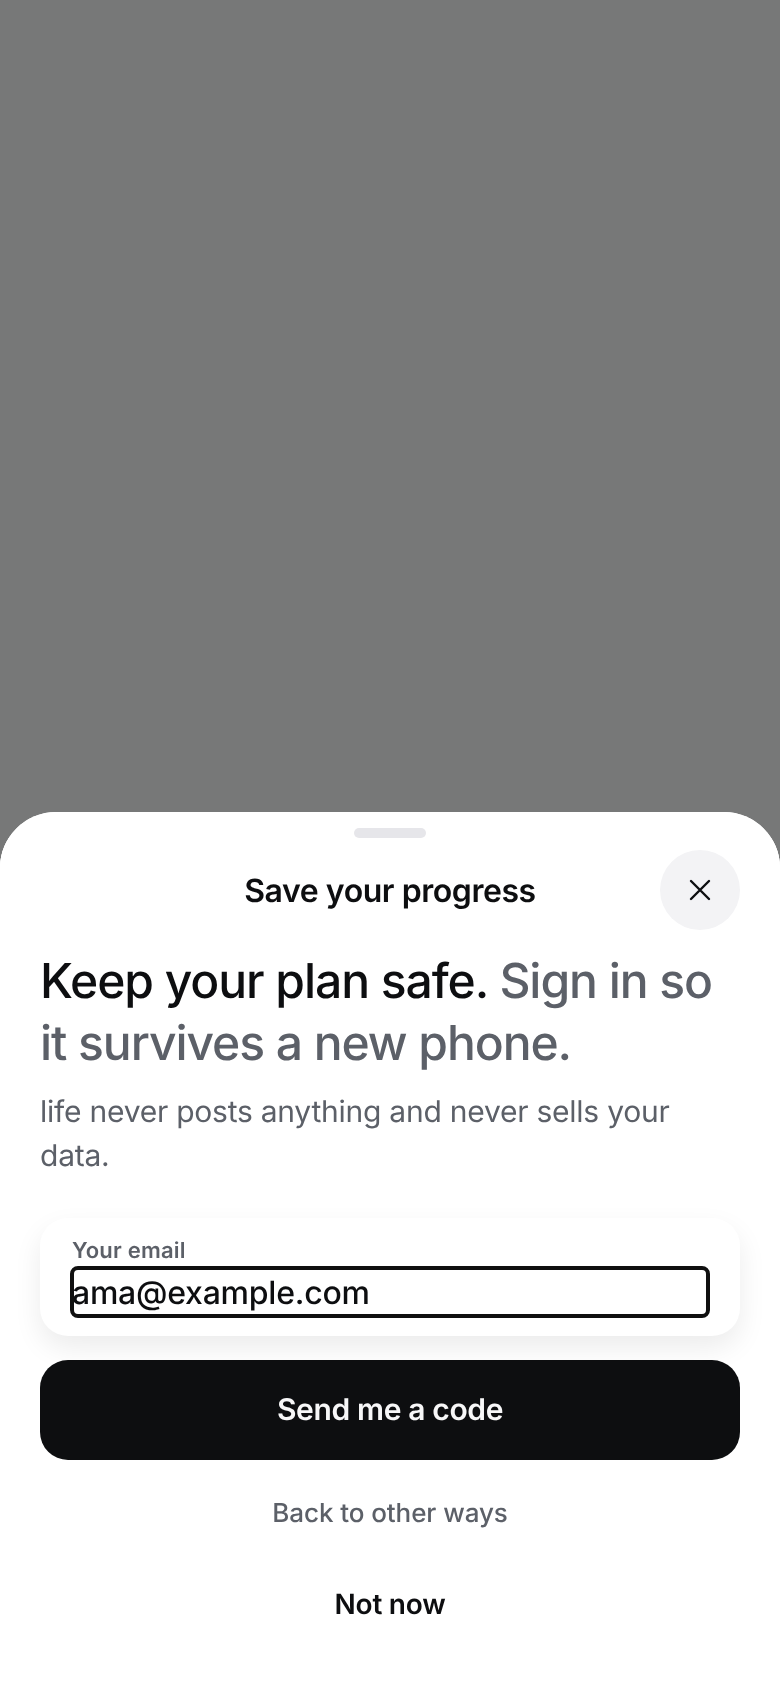 Save your progress
Keep your plan safe. Sign in so
it survives a new phone.
life never posts anything and never sells your
data.
Your email
ama@example.com
Send me a code
Back to other ways
Not now